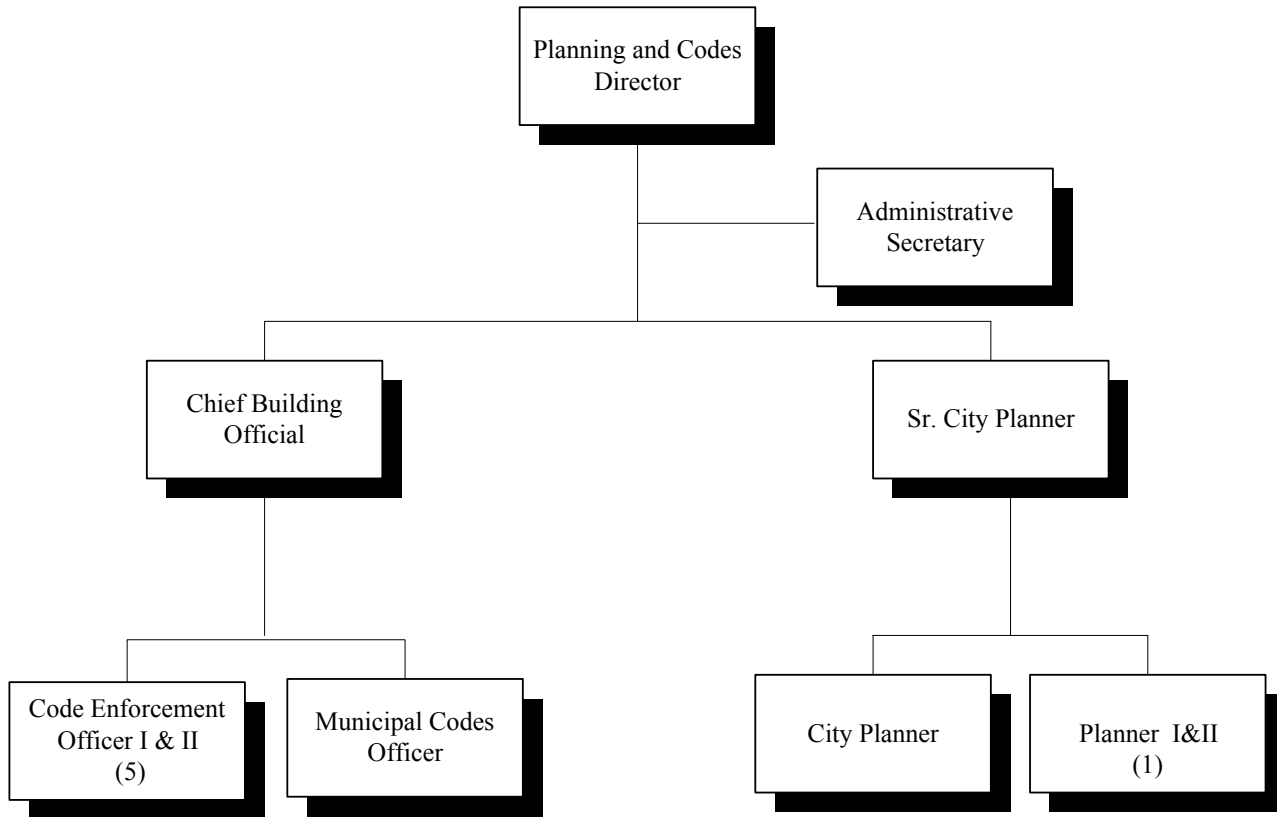 Planning and Codes
Director
Administrative
Secretary
Chief Building
Official
Sr. City Planner
Code Enforcement
Officer I & II
(5)
Municipal Codes
Officer
City Planner
Planner I&II
(1)